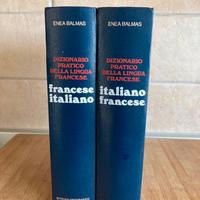 ENEA BALMAS
DIZIONARIO
PRATICO
DELLA LINGUA
FRANCESE
francese
italiano
ENEA BALMAS
DIZIONARIO
PRATICO
DELLA LINGUA
FRANCESE
italiano
francese